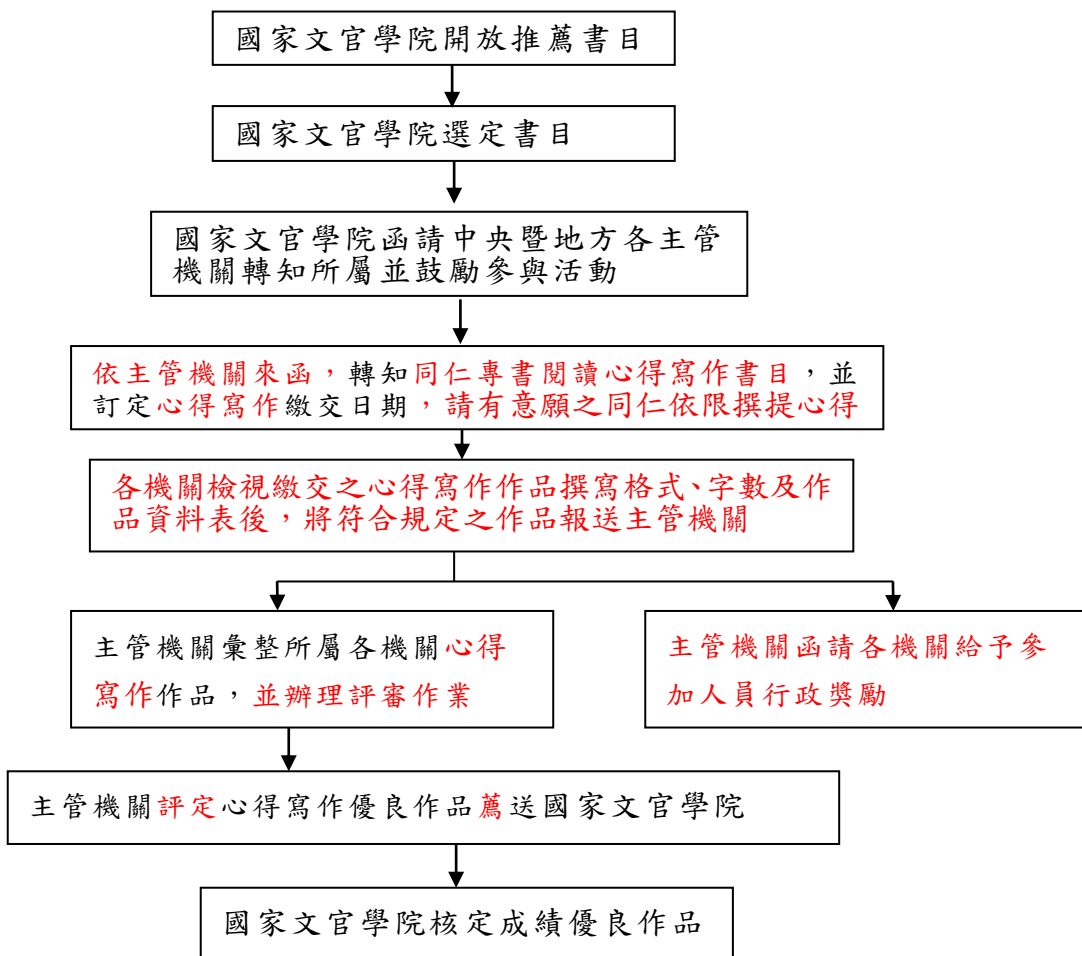 國家文官學院開放推薦書目
國家文官學院選定書目
國家文官學院函請中央暨地方各主管
機關轉知所屬並鼓勵參與活動
依主管機關來函，轉知同仁專書閱讀心得寫作書目，並
訂定心得寫作繳交日期，請有意願之同仁依限撰提心得
各機關檢視繳交之心得寫作作品撰寫格式、字數及作
品資料表後，將符合規定之作品報送主管機關
主管機關彙整所屬各機關心得
寫作作品，並辦理評審作業
主管機關函請各機關給予參
加人員行政獎勵
主管機關評定心得寫作優良作品薦送國家文官學院
國家文官學院核定成績優良作品